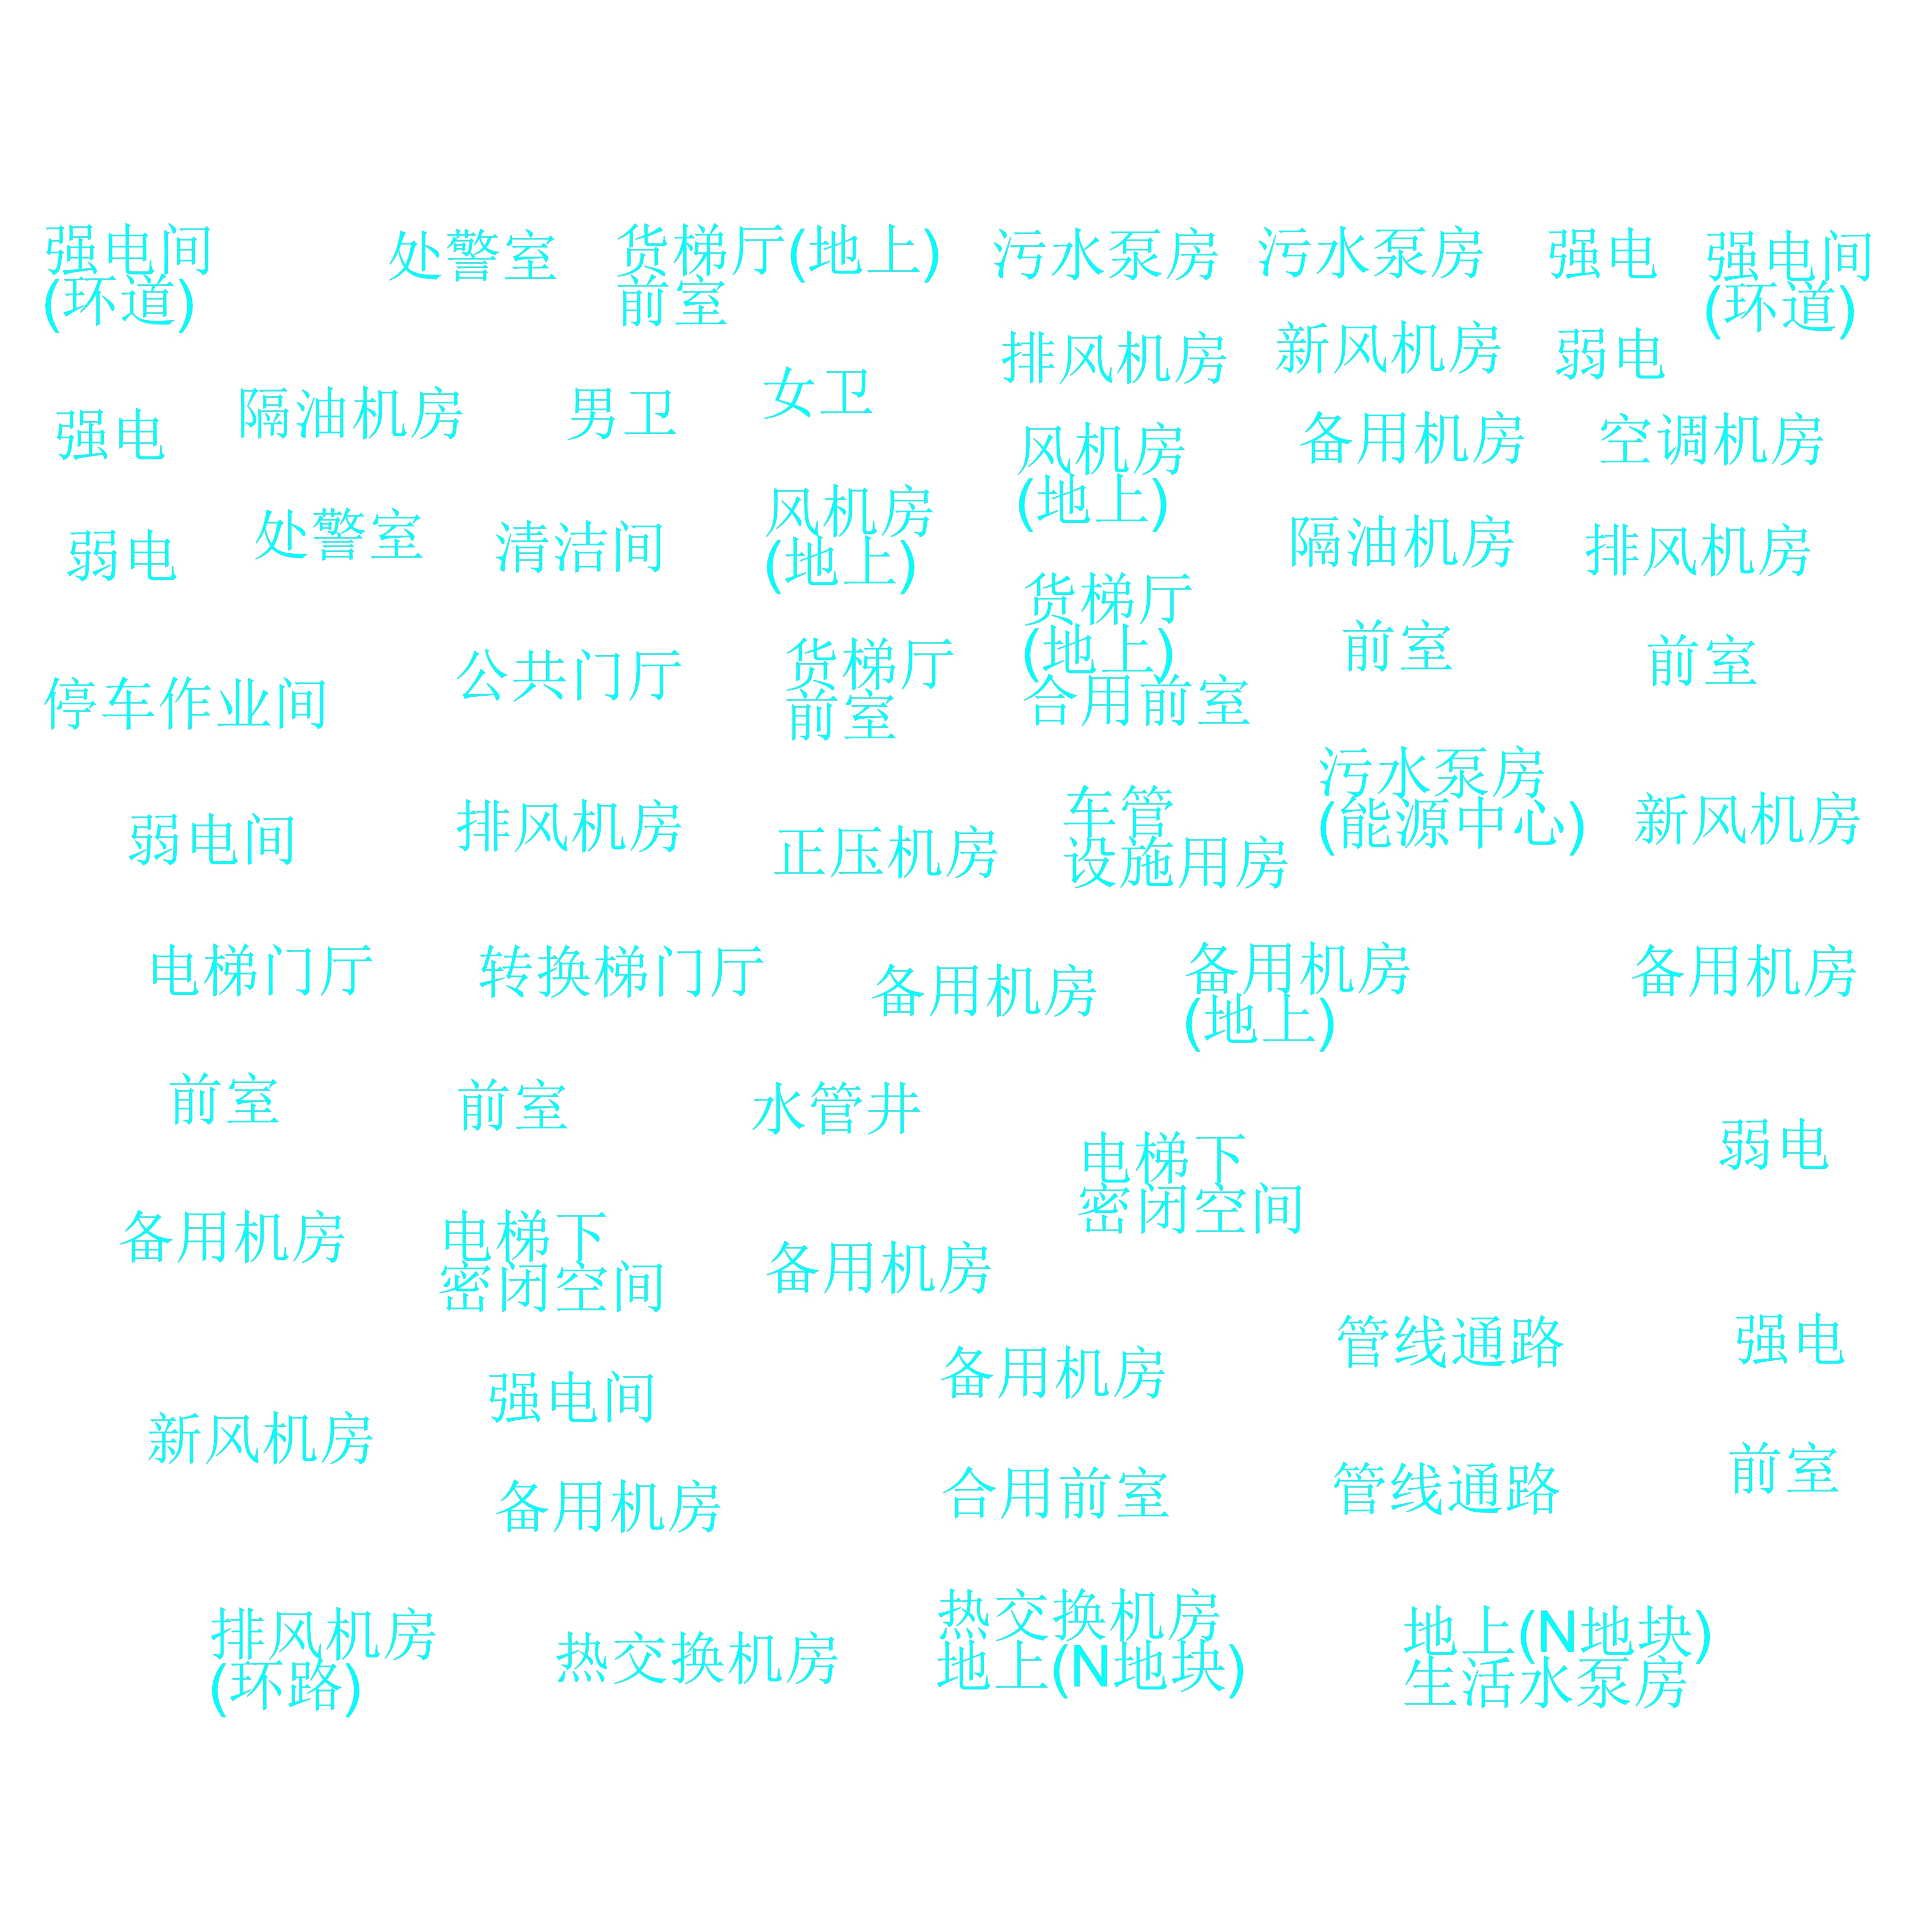 强电间
(环道)
处警室
货梯厅(地上)
前室
污水泵房
污水泵房
强电
强电间
(环道)
排风机房
新风机房
弱电
强电
隔油机房
男卫
女卫
风机房
(地上)
备用机房
空调机房
弱电
处警室
清洁间
风机房
(地上)
隔油机房
排风机房
停车作业间
公共门厅
货梯厅
前室
货梯厅
(地上)
合用前室
前室
前室
弱电间
排风机房
正压机房
车管
设施用房
污水泵房
(能源中心)
新风机房
电梯门厅
转换梯门厅
备用机房
备用机房
(地上)
备用机房
前室
前室
水管井
电梯下
密闭空间
弱电
备用机房
电梯下
密闭空间
备用机房
管线通路
强电
强电间
备用机房
新风机房
备用机房
合用前室
管线通路
前室
排风机房
(环路)
热交换机房
热交换机房
地上(N地块)
地上(N地块)
生活水泵房